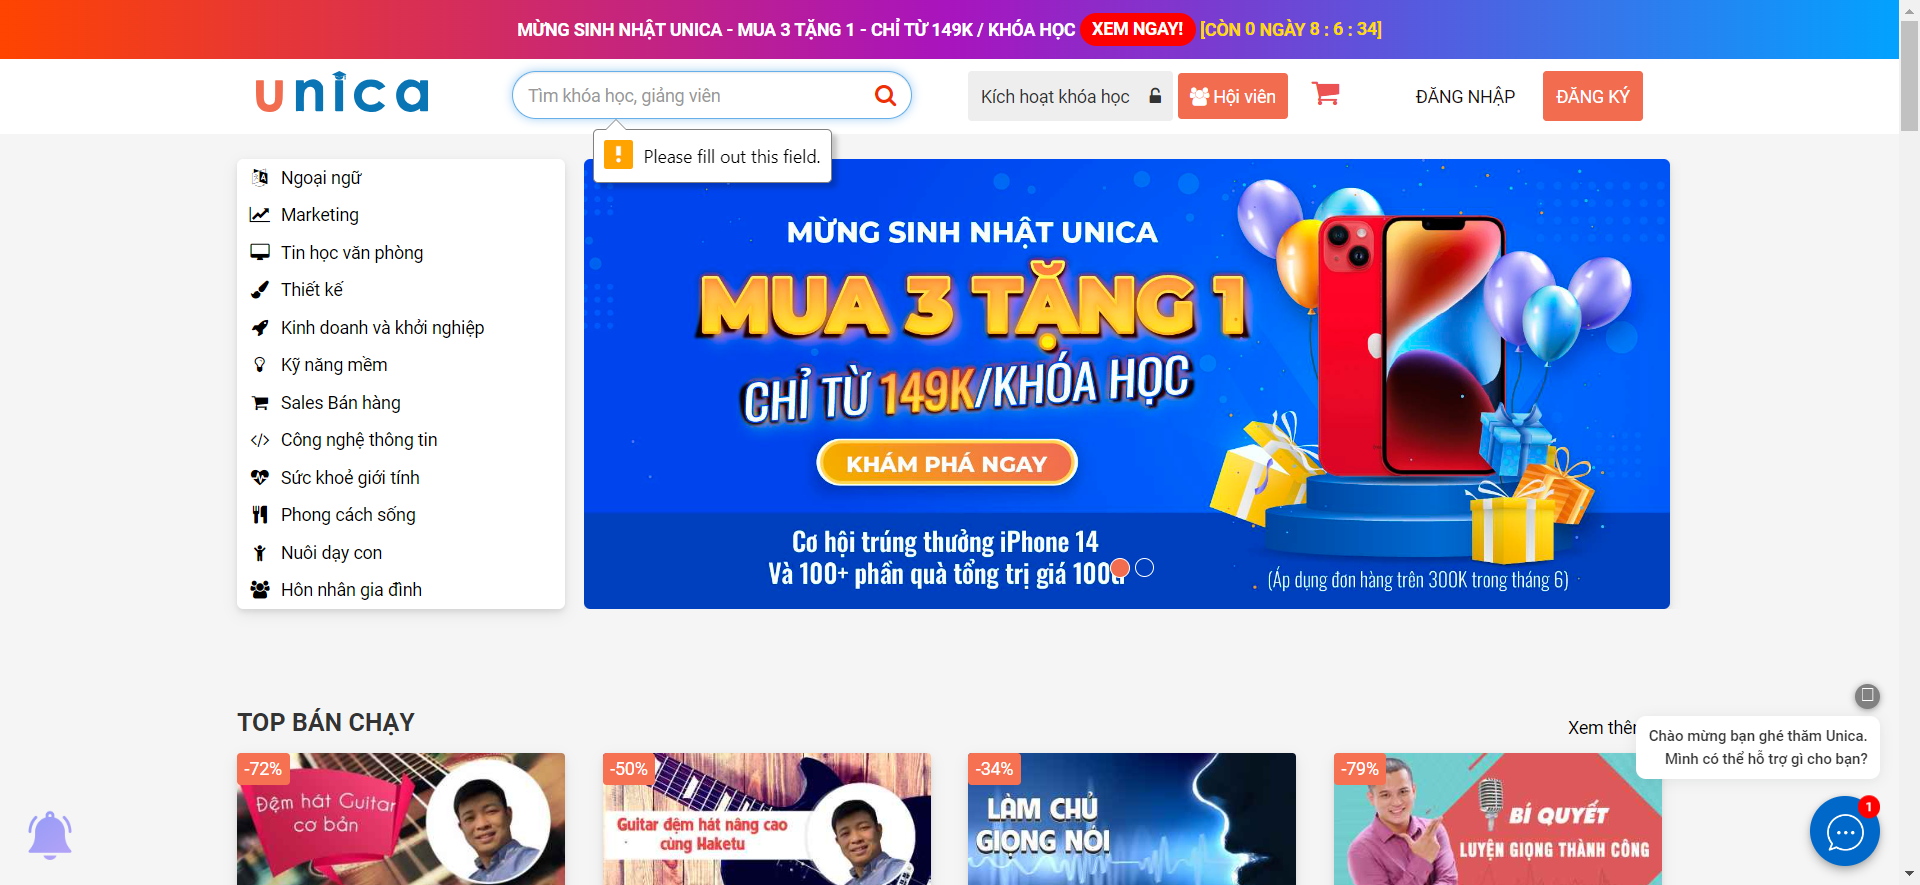 MỪNG SINH NHẬT UNICA - MUA 3 TẶNG 1 - CHỈ TỪ 149K / KHÓA HỌC XEM NGAY! [CÒN 0 NGÀY 8 : 6 : 34]
unica
Tìm khóa học, giảng viên
Kích hoạt khóa học
Hội viên
ĐĂNG NHẬP
ĐĂNG KÝ
Please fill out this field.
Ngoại ngữ
Marketing
Tin học văn phòng
Thiết kế
Kinh doanh và khởi nghiệp
Kỹ năng mềm
Sales Bán hàng
Công nghệ thông tin
Sức khoẻ giới tính
Phong cách sống
Nuôi dạy con
Hôn nhân gia đình
MỪNG SINH NHẬT UNICA
MUA 3 TẶNG 1
CHỈ TỪ 149K/KHÓA HỌC
KHÁM PHÁ NGAY
Cơ hội trúng thưởng iPhone 14
Và 100+ phần quà tổng trị giá
(Áp dụng đơn hàng trên 300K trong tháng 6)
TOP BÁN CHẠY
Xem
Chào mừng bạn ghé thăm Unica.
Mình có thể hỗ trợ gì cho bạn?
1
-72%
Đệm hát Guitar
cơ bản
-50%
Guitar đệm hát nâng cao
cùng Haketu
-34%
LÀM CHỦ
GIỌNG NÓI
-79%
BÍ QUYẾT
LUYỆN GIỌNG THÀNH CÔNG